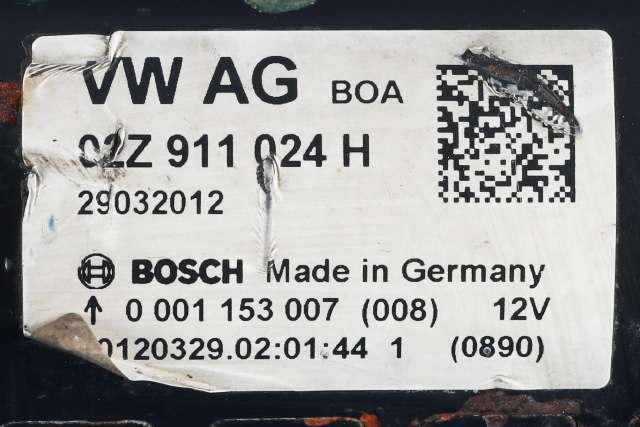 VW AG BOA
02Z 911 024 H
29032012
BOSCH Made in Germany
↑ 0 001 153 007 (008) 12V
0120329.02:01:44 1 (0890)